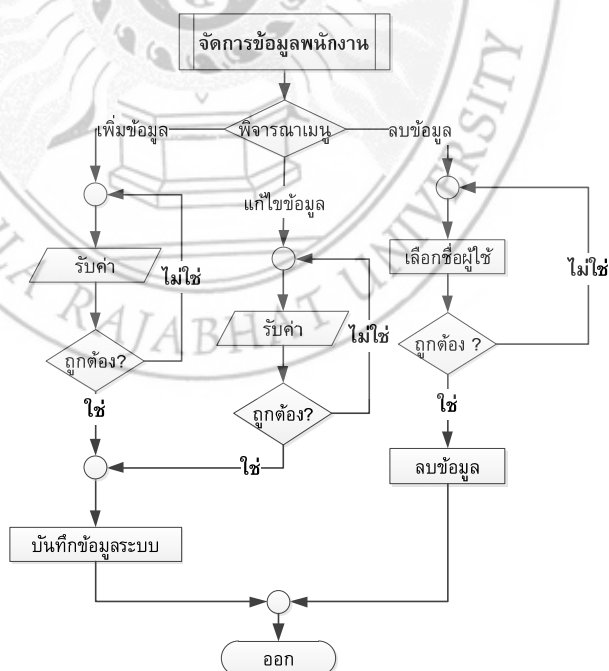 จัดการข้อมูลพนักงาน
เพิ่มข้อมูล
พิจารณาเมนู
ลบข้อมูล
แก้ไขข้อมูล
รับค่า
ไม่ใช่
เลือกชื่อผู้ใช้
ไม่ใช่
รับค่า
ไม่ใช่
ถูกต้อง?
ถูกต้อง ?
ใช่
ถูกต้อง?
ใช่
ใช่
ลบข้อมูล
บันทึกข้อมูลระบบ
ออก
RAJABHAT UNIVERSITY